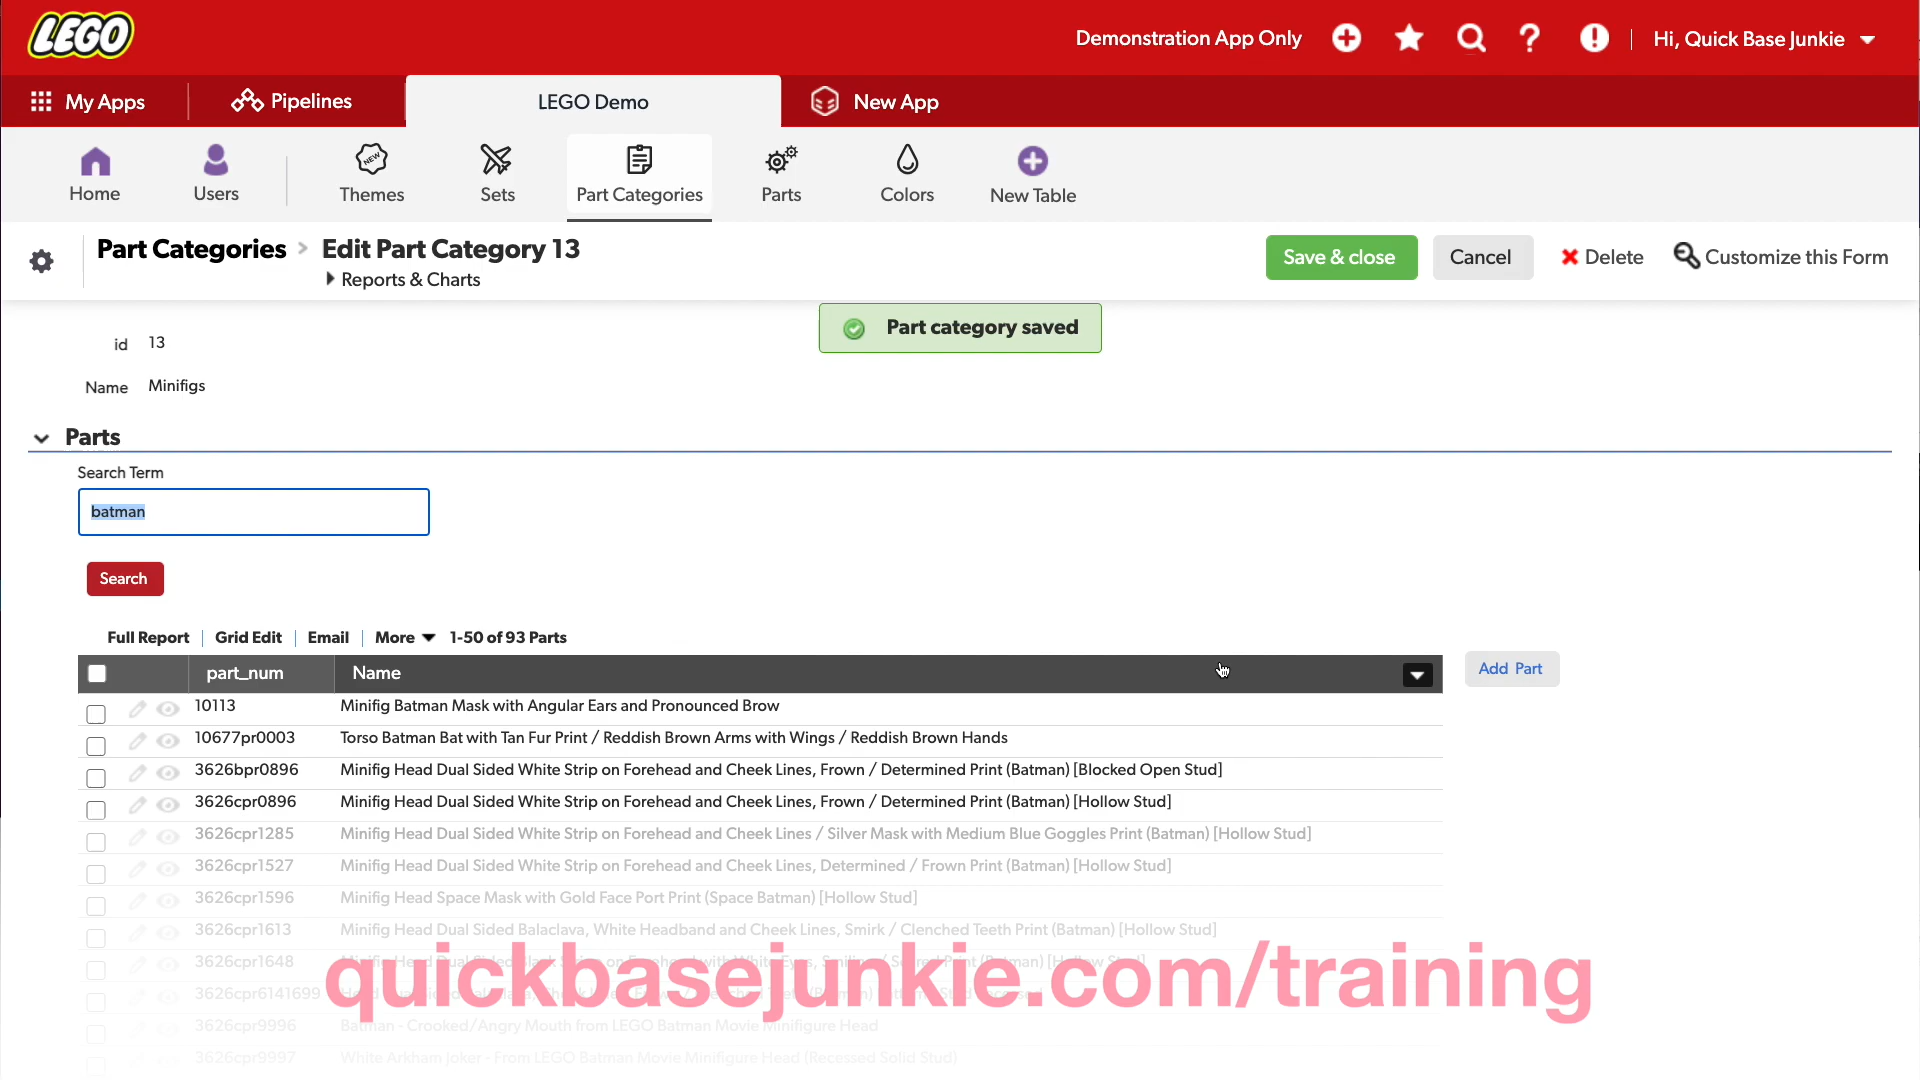 LEGO
Demonstration App Only
Hi, Quick Base Junkie
My Apps
Pipelines
LEGO Demo
New App
Home
Users
NEW
Themes
Sets
Part Categories
Parts
Colors
New Table
Part Categories > Edit Part Category 13
Reports & Charts
Save & close
Cancel
Delete
Customize this Form
Part category saved
id 13
Name Minifigs
Parts
Search Term
batman
Search
Full Report | Grid Edit | Email | More 1-50 of 93 Parts
part_num Name
Add Part
10113 Minifig Batman Mask with Angular Ears and Pronounced Brow
10677pr0003 Torso Batman Bat with Tan Fur Print / Reddish Brown Arms with Wings / Reddish Brown Hands
3626bpr0896 Minifig Head Dual Sided White Strip on Forehead and Cheek Lines, Frown / Determined Print (Batman) [Blocked Open Stud]
3626cpr0896 Minifig Head Dual Sided White Strip on Forehead and Cheek Lines, Frown / Determined Print (Batman) [Hollow Stud]
3626cpr1285 Minifig Head Dual Sided White Strip on Forehead and Cheek Lines / Silver Mask with Medium Blue Goggles Print (Batman) [Hollow Stud]
3626cpr1527 Minifig Head Dual Sided White Strip on Forehead and Cheek Lines, Determined / Frown Print (Batman) [Hollow Stud]
3626cpr1596 Minifig Head Space Mask with Gold Face Port Print (Space Batman) [Hollow Stud]
3626cpr1613 Minifig Head Dual Sided Balaclava, White Headband and Cheek Lines, Smirk / Clenched Teeth Print (Batman) [Hollow Stud]
3626cpr1648
quickbasejunkie.com/training
3626cpr6141699
3626cpr9996 Batman - Crooked/Angry Mouth from LEGO Batman Movie Minifigure Head
3626cpr9997 White Arkham Joker - From LEGO Batman Movie Minifigure Head (Recessed Solid Stud)